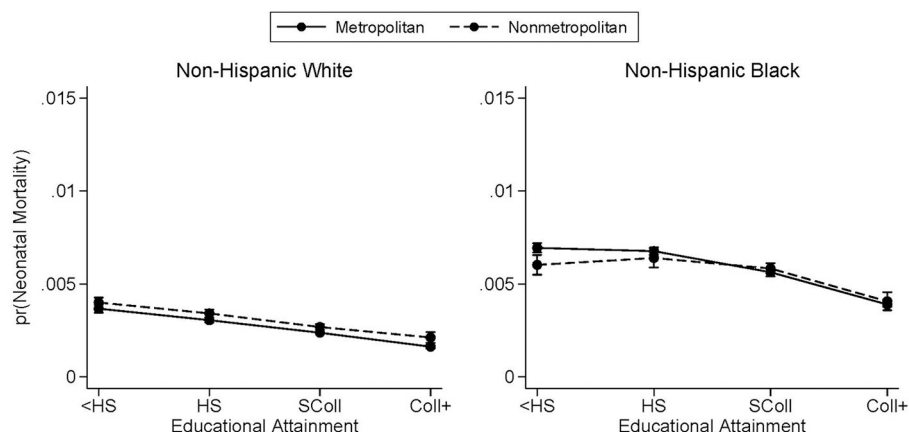 Metropolitan Nonmetropolitan
Non-Hispanic White
Non-Hispanic Black
pr(Neonatal Mortality)
.015
.01
.005
0
<HS HS SColl Coll+
Educational Attainment
.015
.01
.005
0
<HS HS SColl Coll+
Educational Attainment